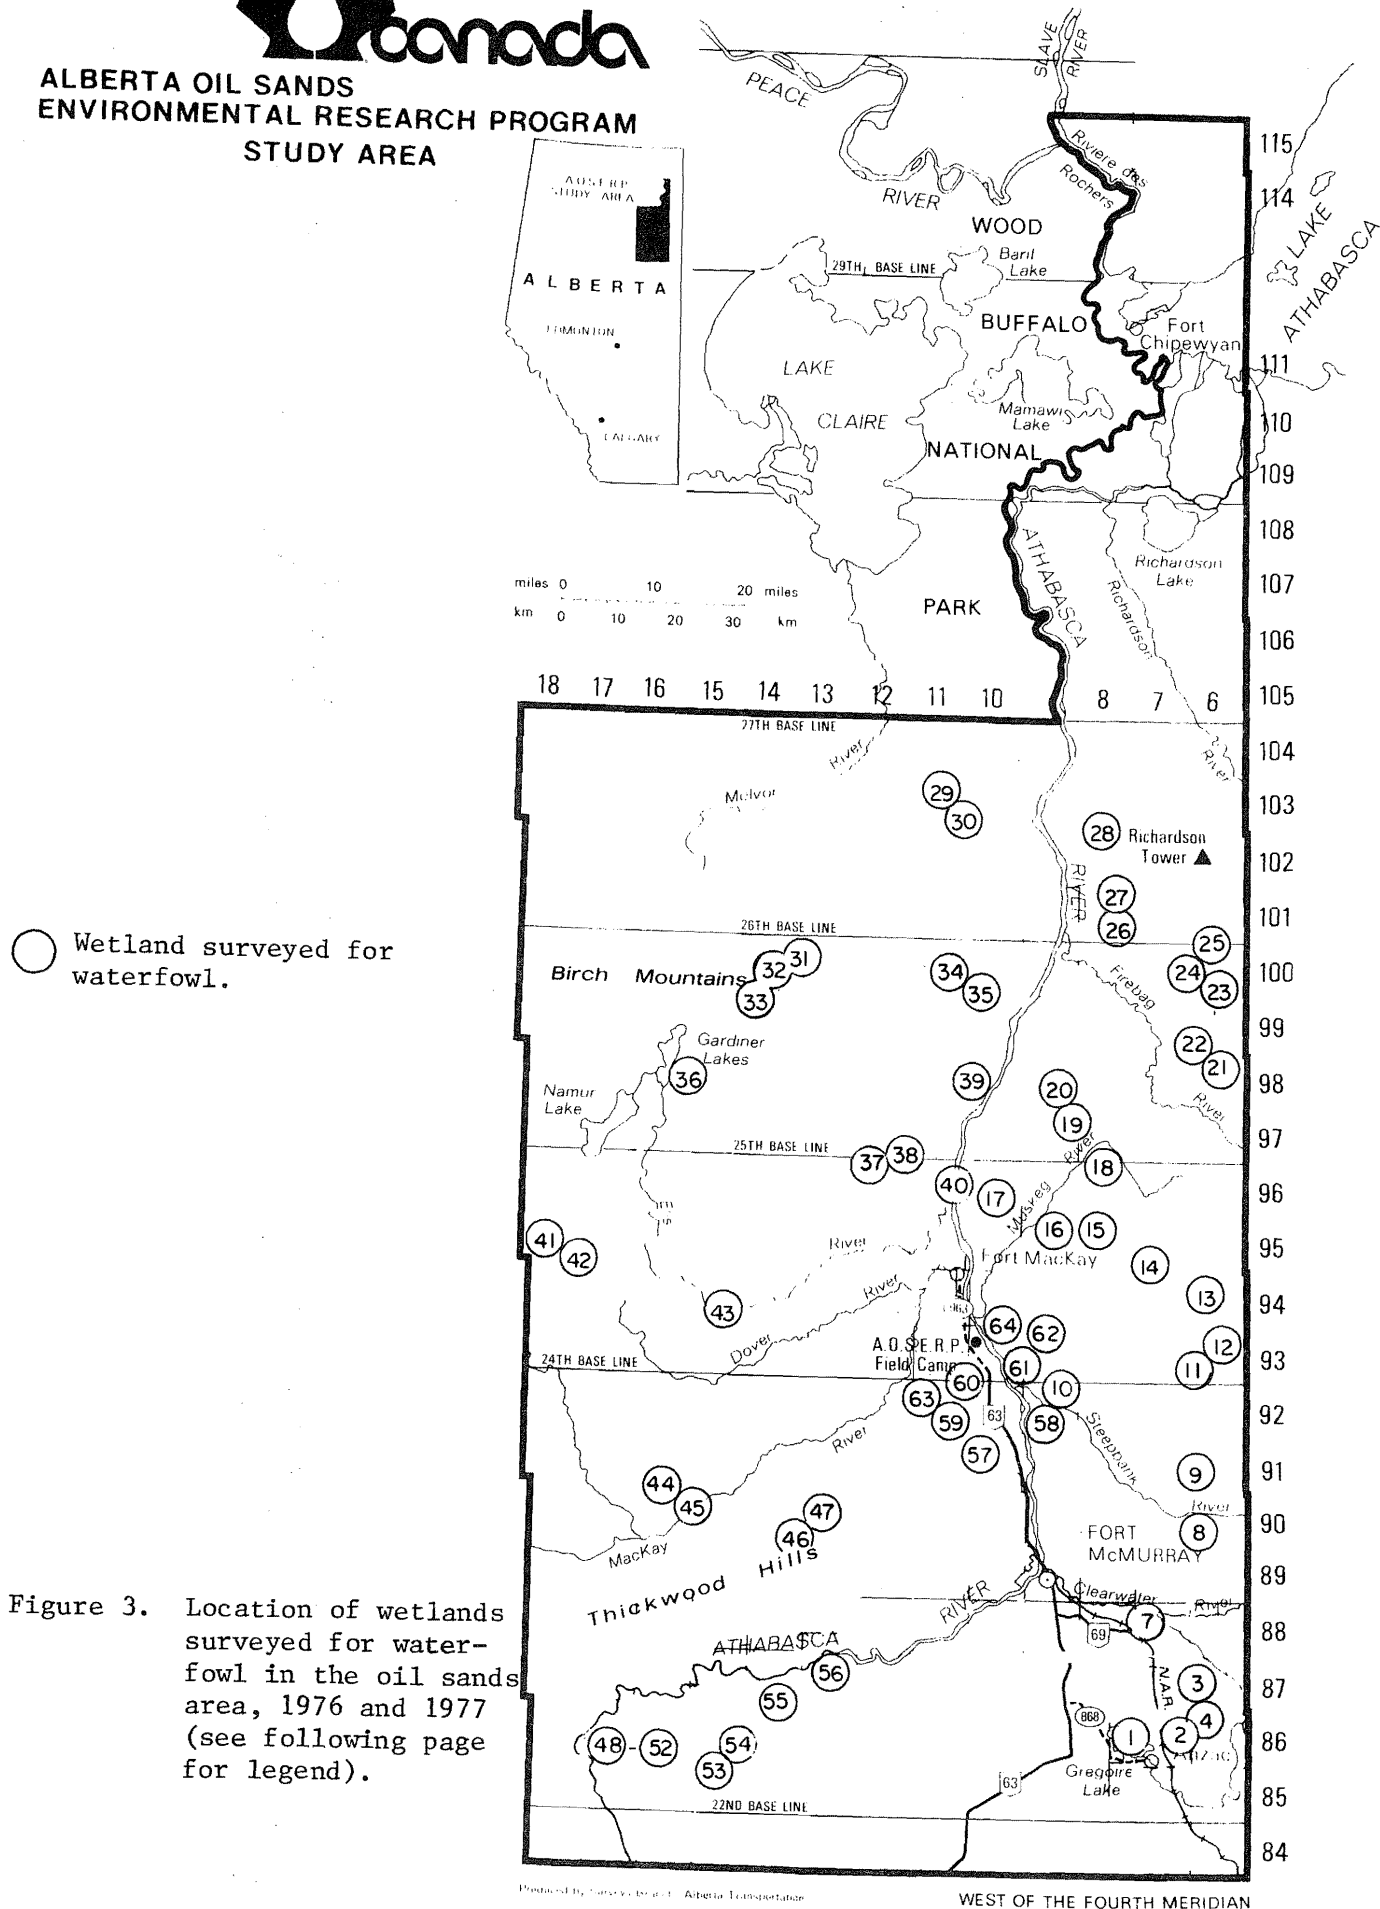 canada
ALBERTA OIL SANDS
ENVIRONMENTAL RESEARCH PROGRAM
STUDY AREA
A.O.S.E.R.P.
STUDY AREA
ALBERTA
EDMONTON
CALGARY
SLAVE
RIVER
PEACE
RIVER
Rivière des
Rochers
WOOD
Baril
Lake
29TH BASE LINE
BUFFALO
Fort
Chipewyan
LAKE
ATHABASCA
LAKE
CLAIRE
Mamawi
Lake
NATIONAL
ATHABASCA
Richardson
Lake
Richardson
PARK
miles 0 10 20 miles
km 0 10 20 30 km
115
114
111
110
109
108
107
106
105
104
103
102
101
100
99
98
97
96
95
94
93
92
91
90
89
88
87
86
85
84
18 17 16 15 14 13 12 11 10 8 7 6
27TH BASE LINE
River
McIvor
River
29
30
28
Richardson
Tower
27
26
RIVER
26TH BASE LINE
25
24
23
Birch Mountains
32
31
33
34
35
Firebag
22
21
River
Gardiner
Lakes
36
Namur
Lake
39
20
19
25TH BASE LINE
37
38
River
18
40
17
Muskeg
16
15
41
42
River
Fort MacKay
14
Ells
43
River
Dover
963
13
64
62
A.O.S.E.R.P.
Field Camp
12
11
24TH BASE LINE
61
60
10
63
59
63
58
57
Steepbank
9
River
River
44
45
47
46
MacKay
8
FORT
McMURRAY
Thickwood Hills
RIVER
Clearwater
River
7
69
ATHABASCA
56
55
N.A.R.
3
4
868
1
2
Anzac
48 - 52
54
53
Gregoire
Lake
63
22ND BASE LINE
WEST OF THE FOURTH MERIDIAN
Wetland surveyed for
waterfowl.
Figure 3. Location of wetlands
surveyed for water-
fowl in the oil sands
area, 1976 and 1977
(see following page
for legend).